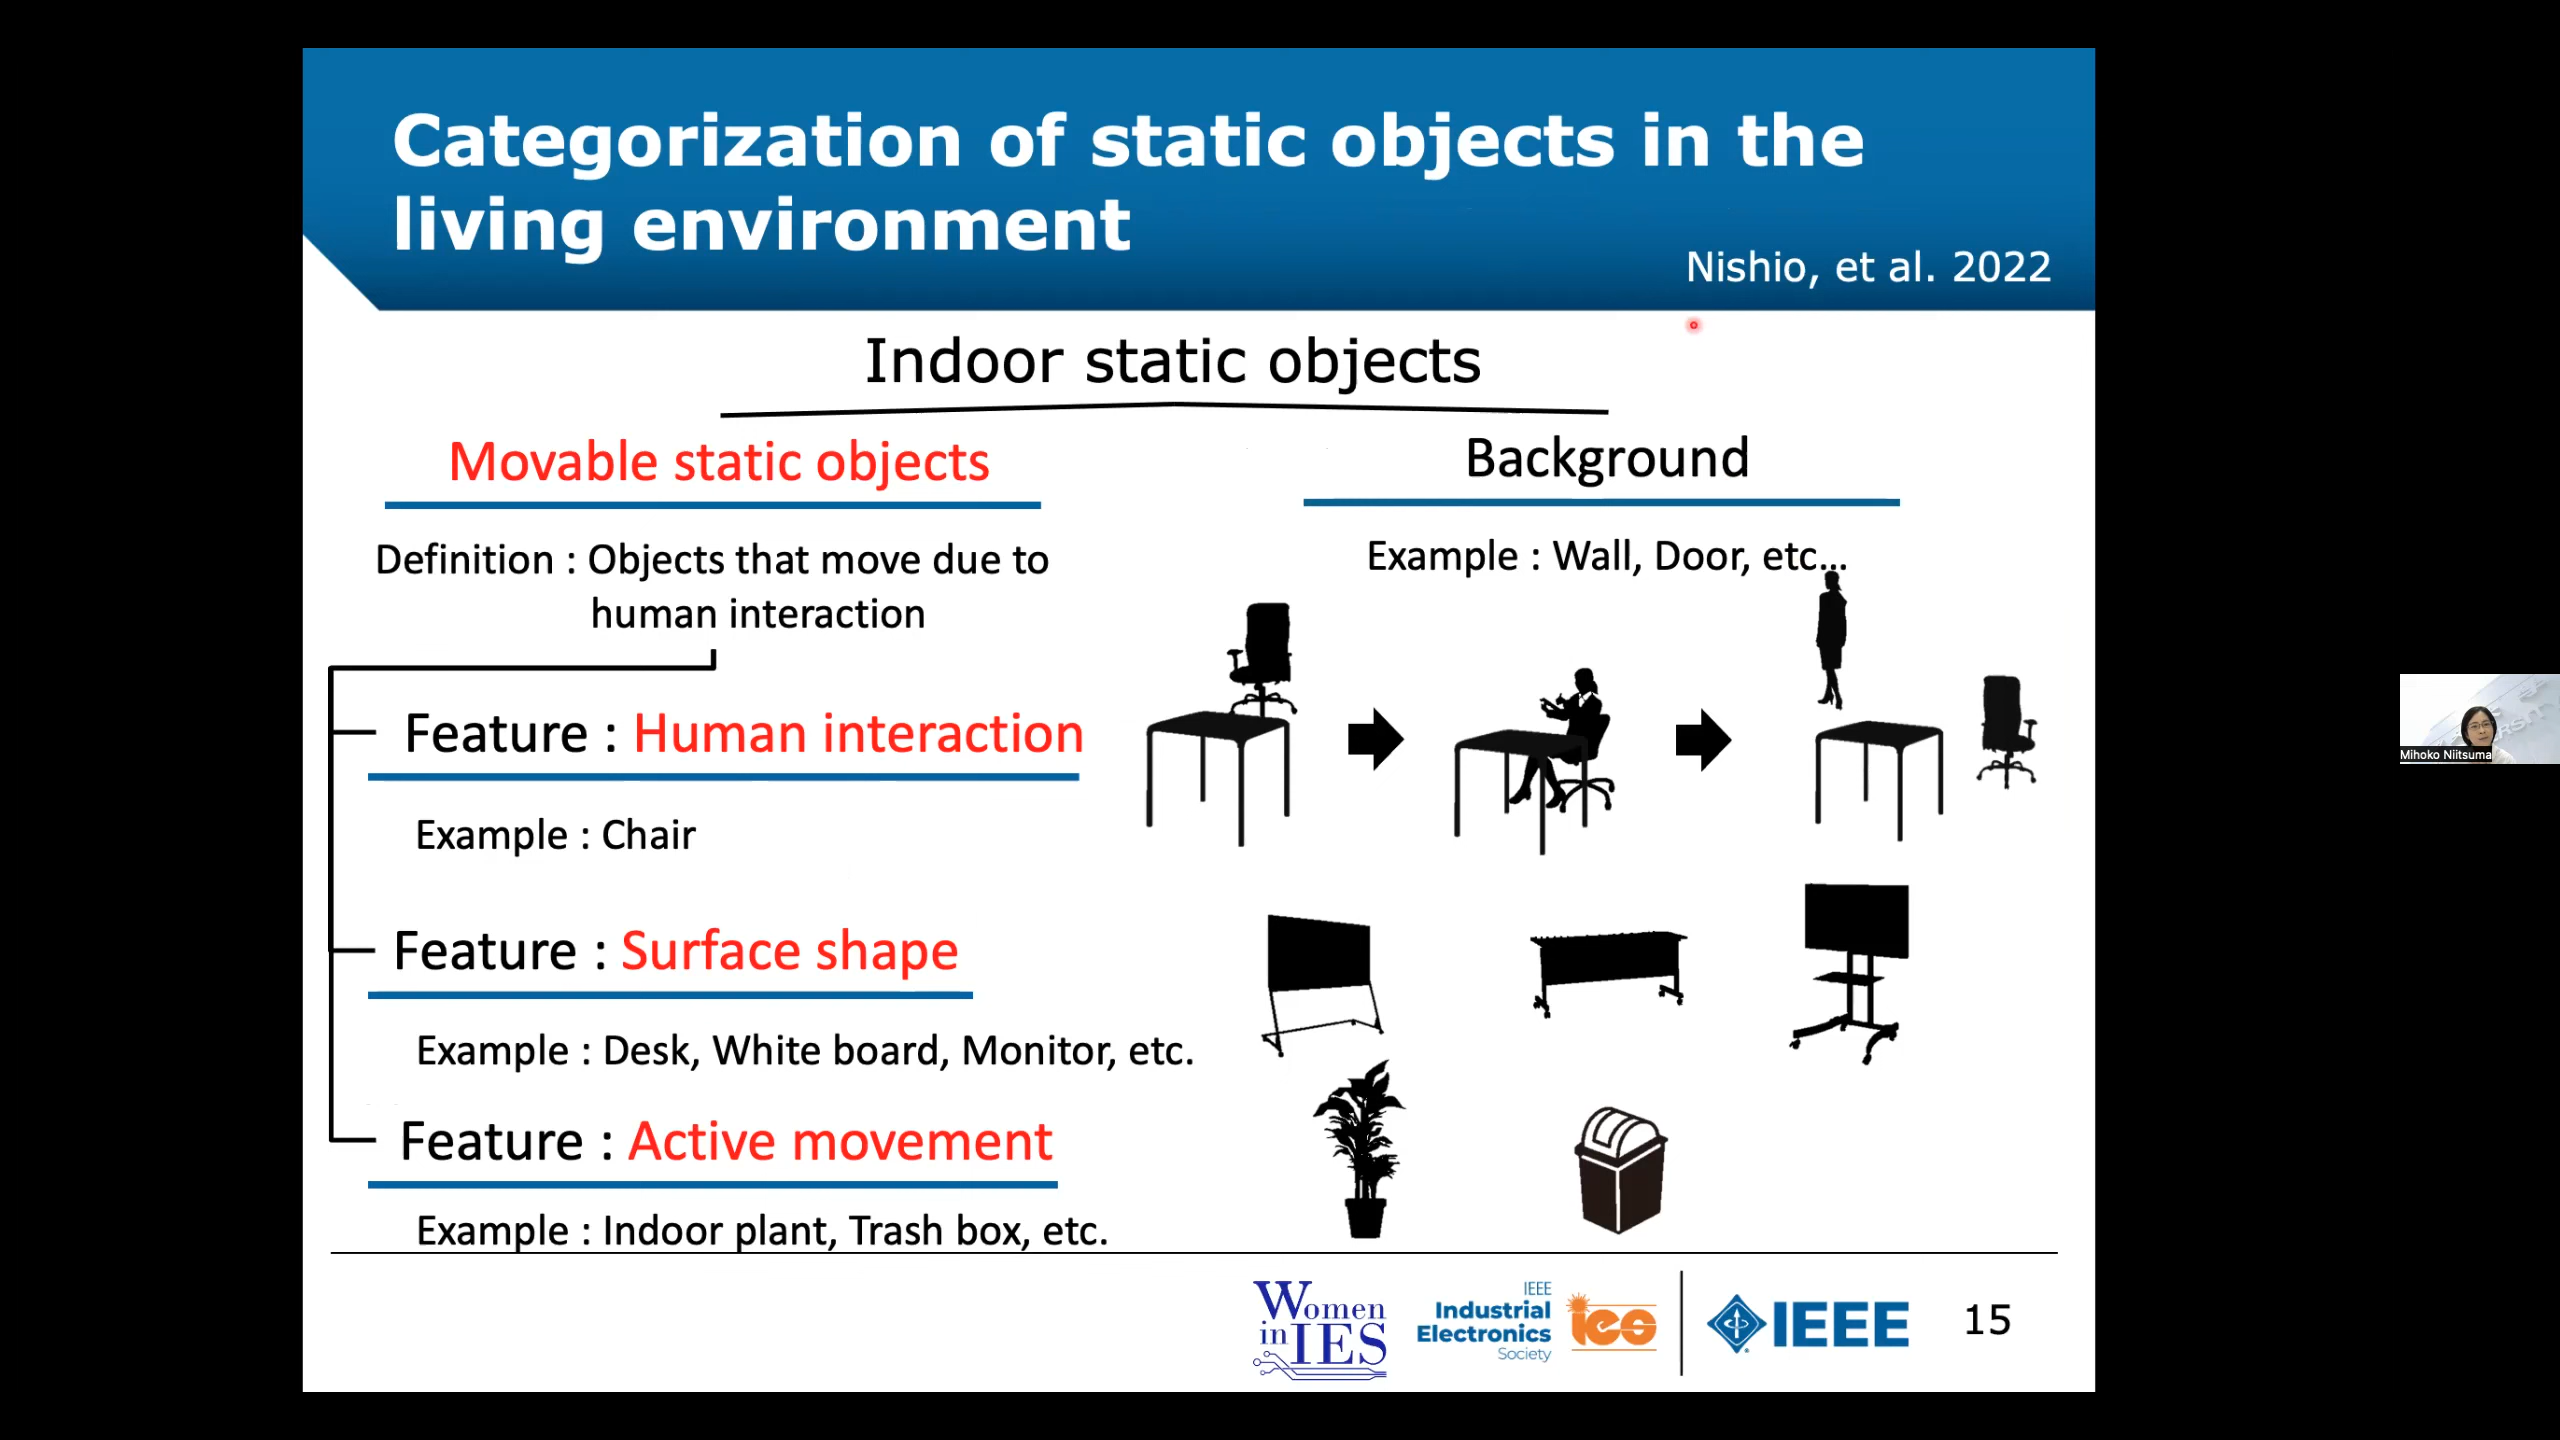 Categorization of static objects in the
living environment
Nishio, et al. 2022
Indoor static objects
Movable static objects
Background
Definition : Objects that move due to
human interaction
Example : Wall, Door, etc...
Feature : Human interaction
Example : Chair
Feature : Surface shape
Example : Desk, White board, Monitor, etc.
Feature : Active movement
Example : Indoor plant, Trash box, etc.
Women
in IES
IEEE
Industrial
Electronics
Society
ies
IEEE
15
Mihoko Niitsuma